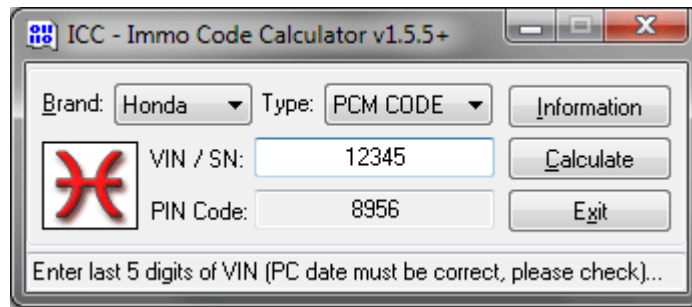 ICC - Immo Code Calculator v1.5.5+
Brand: Honda Type: PCM CODE Information
VIN / SN: 12345 Calculate
PIN Code: 8956 Exit
Enter last 5 digits of VIN (PC date must be correct, please check)...